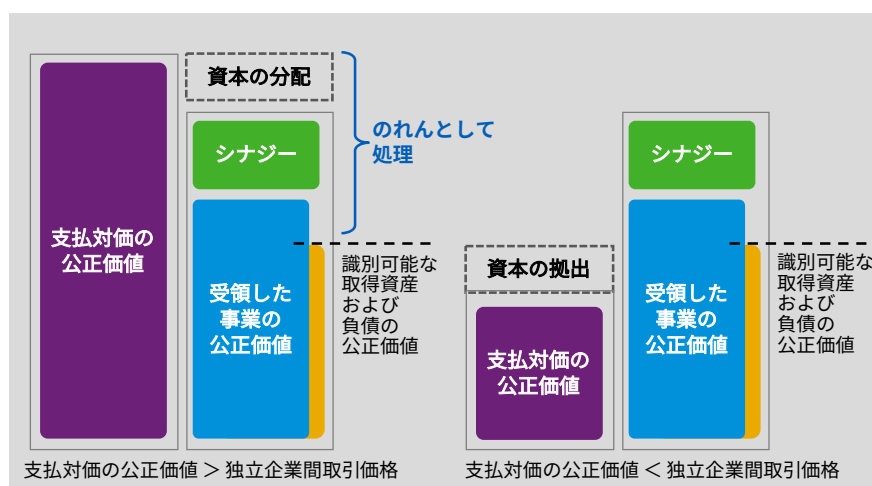 資本の分配
シナジー
のれんとして
処理
支払対価の
公正価値
受領した
事業の
公正価値
識別可能な
取得資産
および
負債の
公正価値
支払対価の公正価値 > 独立企業間取引価格
シナジー
資本の拠出
支払対価の
公正価値
受領した
事業の
公正価値
識別可能な
取得資産
および
負債の
公正価値
支払対価の公正価値 < 独立企業間取引価格